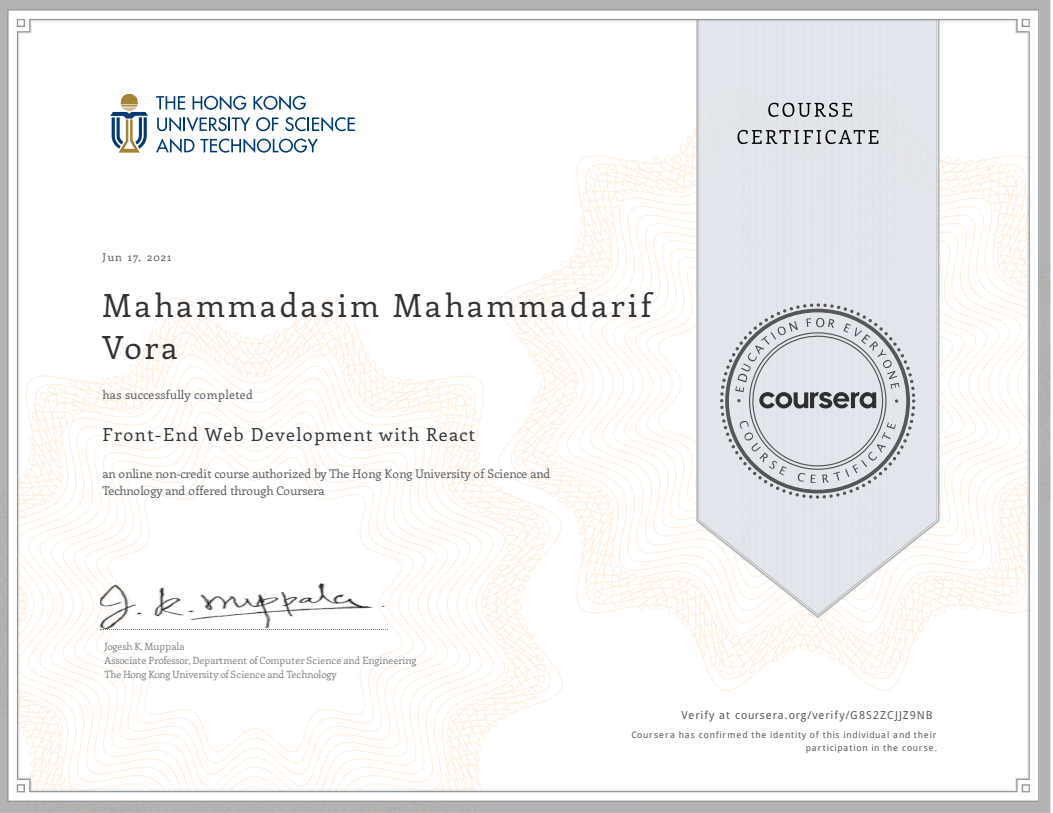 THE HONG KONG
UNIVERSITY OF SCIENCE
AND TECHNOLOGY
COURSE
CERTIFICATE
Jun 17, 2021
Mahammadasim Mahammadarif
Vora
has successfully completed
Front-End Web Development with React
an online non-credit course authorized by The Hong Kong University of Science and
Technology and offered through Coursera
EDUCATION FOR EVERYONE
coursera
COURSE CERTIFICATE
J. K. Muppala
Jogesh K. Muppala
Associate Professor, Department of Computer Science and Engineering
The Hong Kong University of Science and Technology
Verify at coursera.org/verify/G8S2ZCJJZ9NB
Coursera has confirmed the identity of this individual and their
participation in the course.